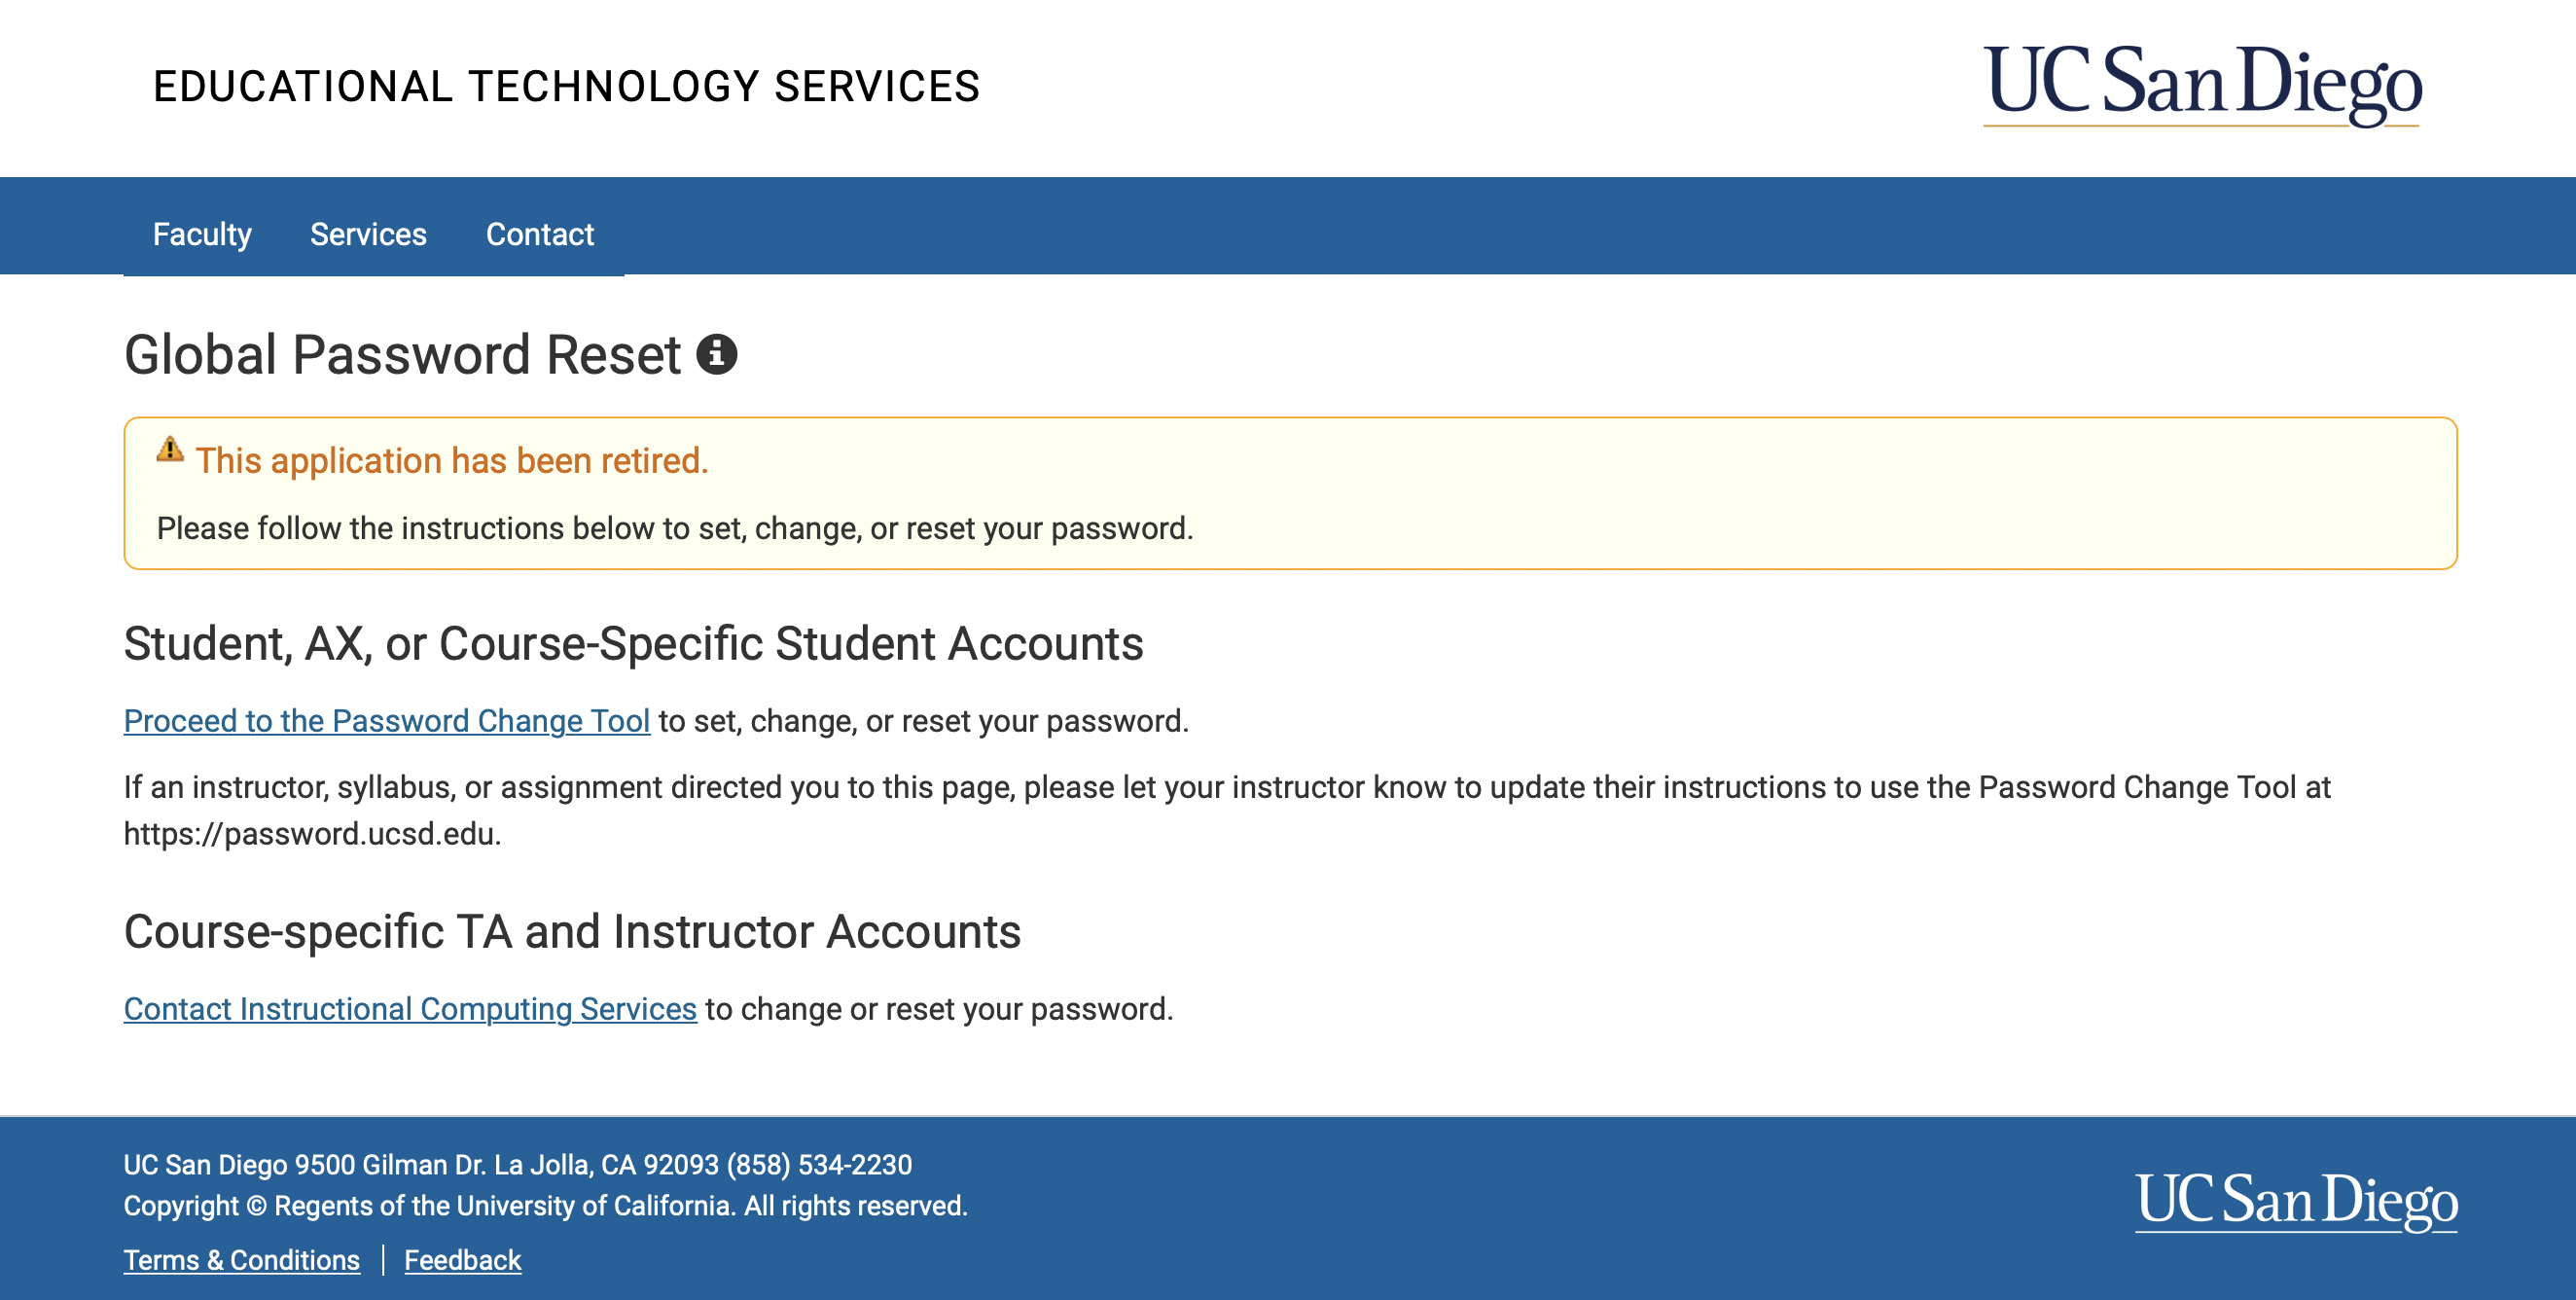 EDUCATIONAL TECHNOLOGY SERVICES
UC San Diego
Faculty Services Contact
Global Password Reset
This application has been retired.
Please follow the instructions below to set, change, or reset your password.
Student, AX, or Course-Specific Student Accounts
Proceed to the Password Change Tool to set, change, or reset your password.
If an instructor, syllabus, or assignment directed you to this page, please let your instructor know to update their instructions to use the Password Change Tool at
https://password.ucsd.edu.
Course-specific TA and Instructor Accounts
Contact Instructional Computing Services to change or reset your password.
UC San Diego 9500 Gilman Dr. La Jolla, CA 92093 (858) 534-2230
Copyright © Regents of the University of California. All rights reserved.
Terms & Conditions | Feedback
UC San Diego